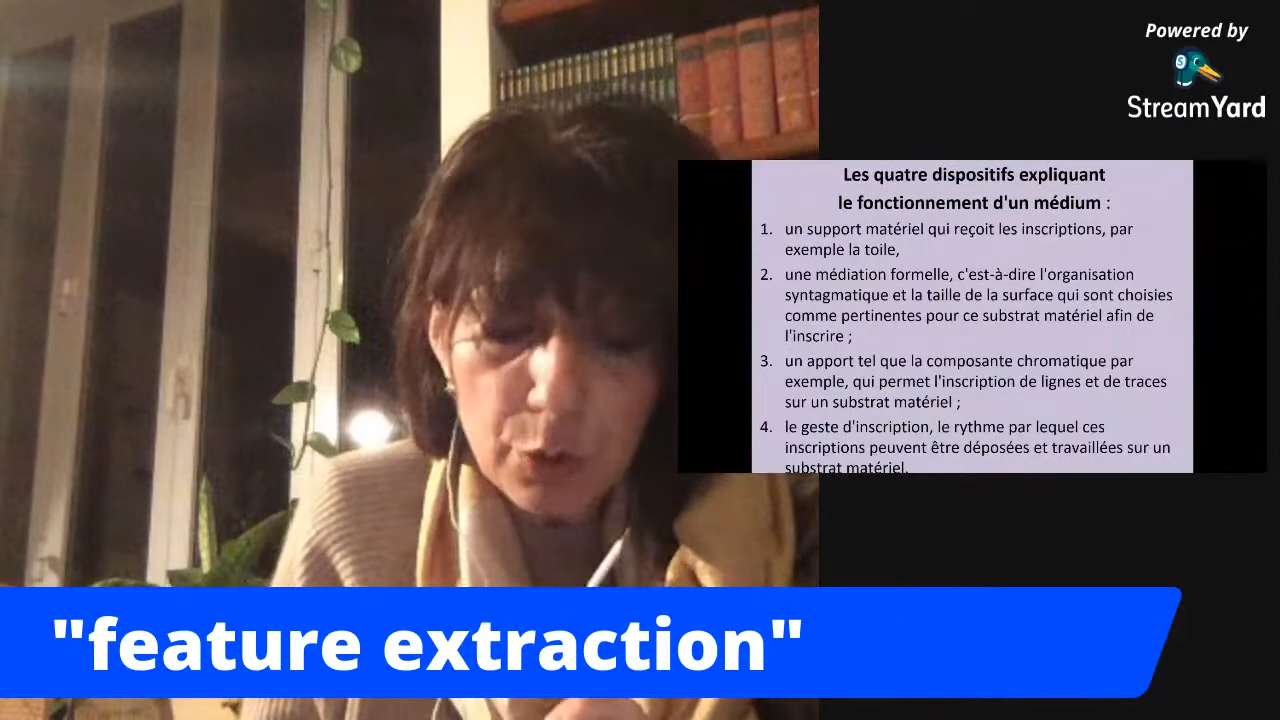 Powered by
StreamYard
Les quatre dispositifs expliquant
le fonctionnement d'un médium :
1. un support matériel qui reçoit les inscriptions, par
exemple la toile,
2. une médiation formelle, c'est-à-dire l'organisation
syntagmatique et la taille de la surface qui sont choisies
comme pertinentes pour ce substrat matériel afin de
l'inscrire ;
3. un apport tel que la composante chromatique par
exemple, qui permet l'inscription de lignes et de traces
sur un substrat matériel ;
4. le geste d'inscription, le rythme par lequel ces
inscriptions peuvent être déposées et travaillées sur un
substrat matériel.
"feature extraction"